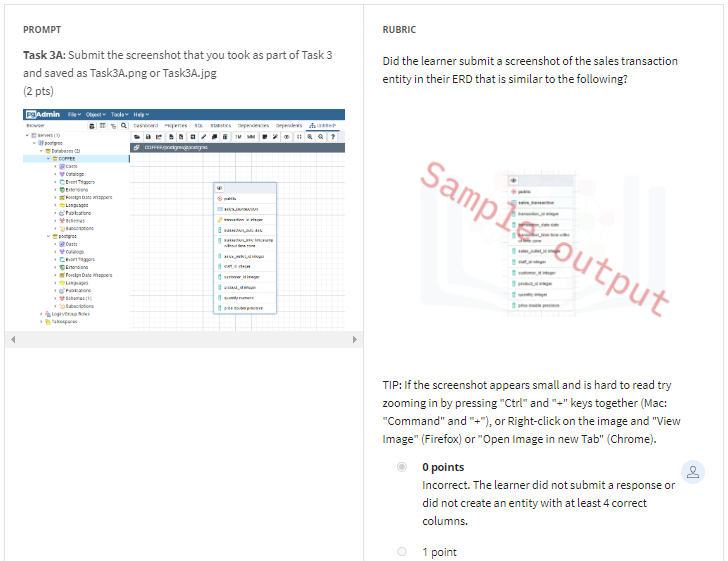 PROMPT
Task 3A: Submit the screenshot that you took as part of Task 3
and saved as Task3A.png or Task3A.jpg
(2 pts)
PgAdmin File Object Tools Help
Browser Dashboard Properties SQL Statistics Dependencies Dependents Untitled*
Servers (1)
postgres
Databases (2)
COFFEE COFFEE/postgres@postgres
Casts
Catalogs
Event Triggers
Extensions
Foreign Data Wrappers
Languages
Publications
Schemas
Subscriptions
postgres
Casts
Catalogs
Event Triggers
Extensions
Foreign Data Wrappers
Languages
Publications
Schemas (1)
Subscriptions
Login/Group Roles
Tablespaces
public
sales_transaction
transaction_id integer
transaction_date date
transaction_time timestamp
without time zone
sales_outlet_id integer
staff_id integer
customer_id integer
product_id integer
quantity numeric
price double precision
RUBRIC
Did the learner submit a screenshot of the sales transaction
entity in their ERD that is similar to the following?
public
sales_transaction
transaction_id integer
transaction_date date
transaction_time time witho
ut time zone
sales_outlet_id integer
staff_id integer
customer_id integer
product_id integer
quantity integer
price double precision
Sample output
TIP: If the screenshot appears small and is hard to read try
zooming in by pressing "Ctrl" and "+" keys together (Mac:
"Command" and "+"), or Right-click on the image and "View
Image" (Firefox) or "Open Image in new Tab" (Chrome).
0 points
Incorrect. The learner did not submit a response or
did not create an entity with at least 4 correct
columns.
1 point